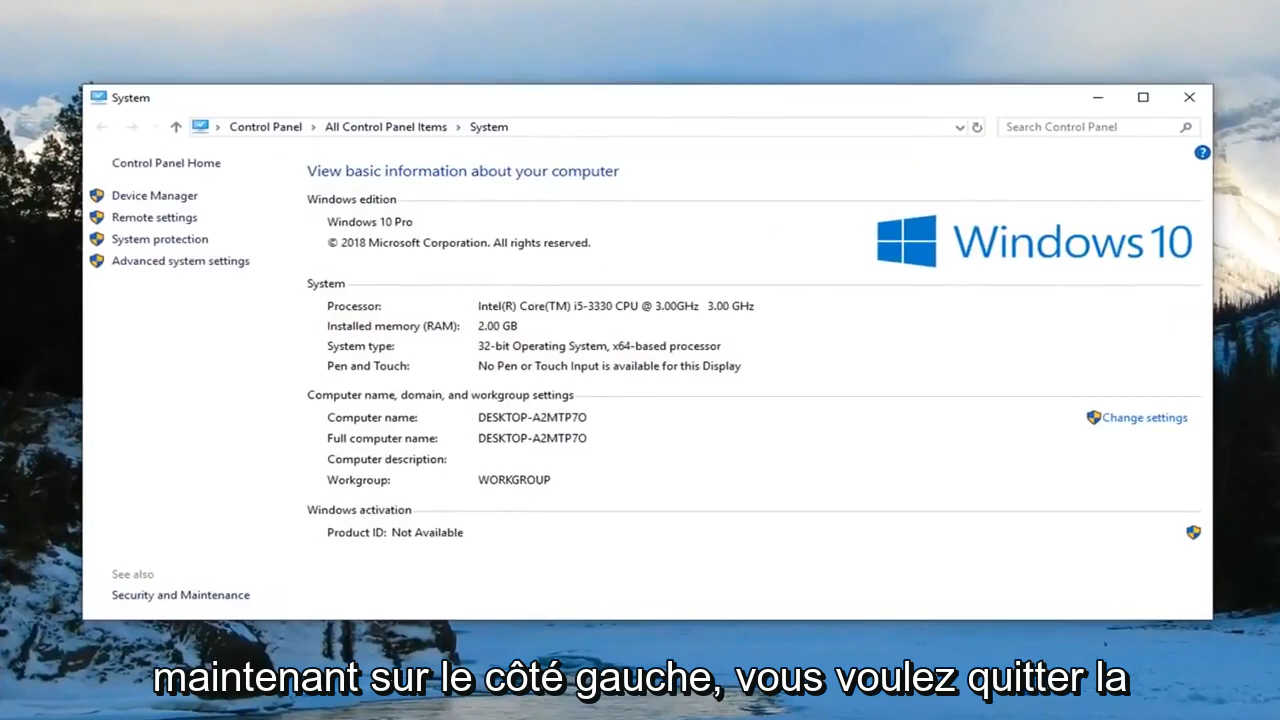 System
Control Panel > All Control Panel Items > System
Search Control Panel
Control Panel Home
Device Manager
Remote settings
System protection
Advanced system settings
See also
Security and Maintenance
View basic information about your computer
Windows edition
Windows 10 Pro
© 2018 Microsoft Corporation. All rights reserved.
Windows 10
System
Processor: Intel(R) Core(TM) i5-3330 CPU @ 3.00GHz 3.00 GHz
Installed memory (RAM): 2.00 GB
System type: 32-bit Operating System, x64-based processor
Pen and Touch: No Pen or Touch Input is available for this Display
Computer name, domain, and workgroup settings
Computer name: DESKTOP-A2MTP7O
Change settings
Full computer name: DESKTOP-A2MTP7O
Computer description:
Workgroup: WORKGROUP
Windows activation
Product ID: Not Available
maintenant sur le côté gauche, vous voulez quitter la